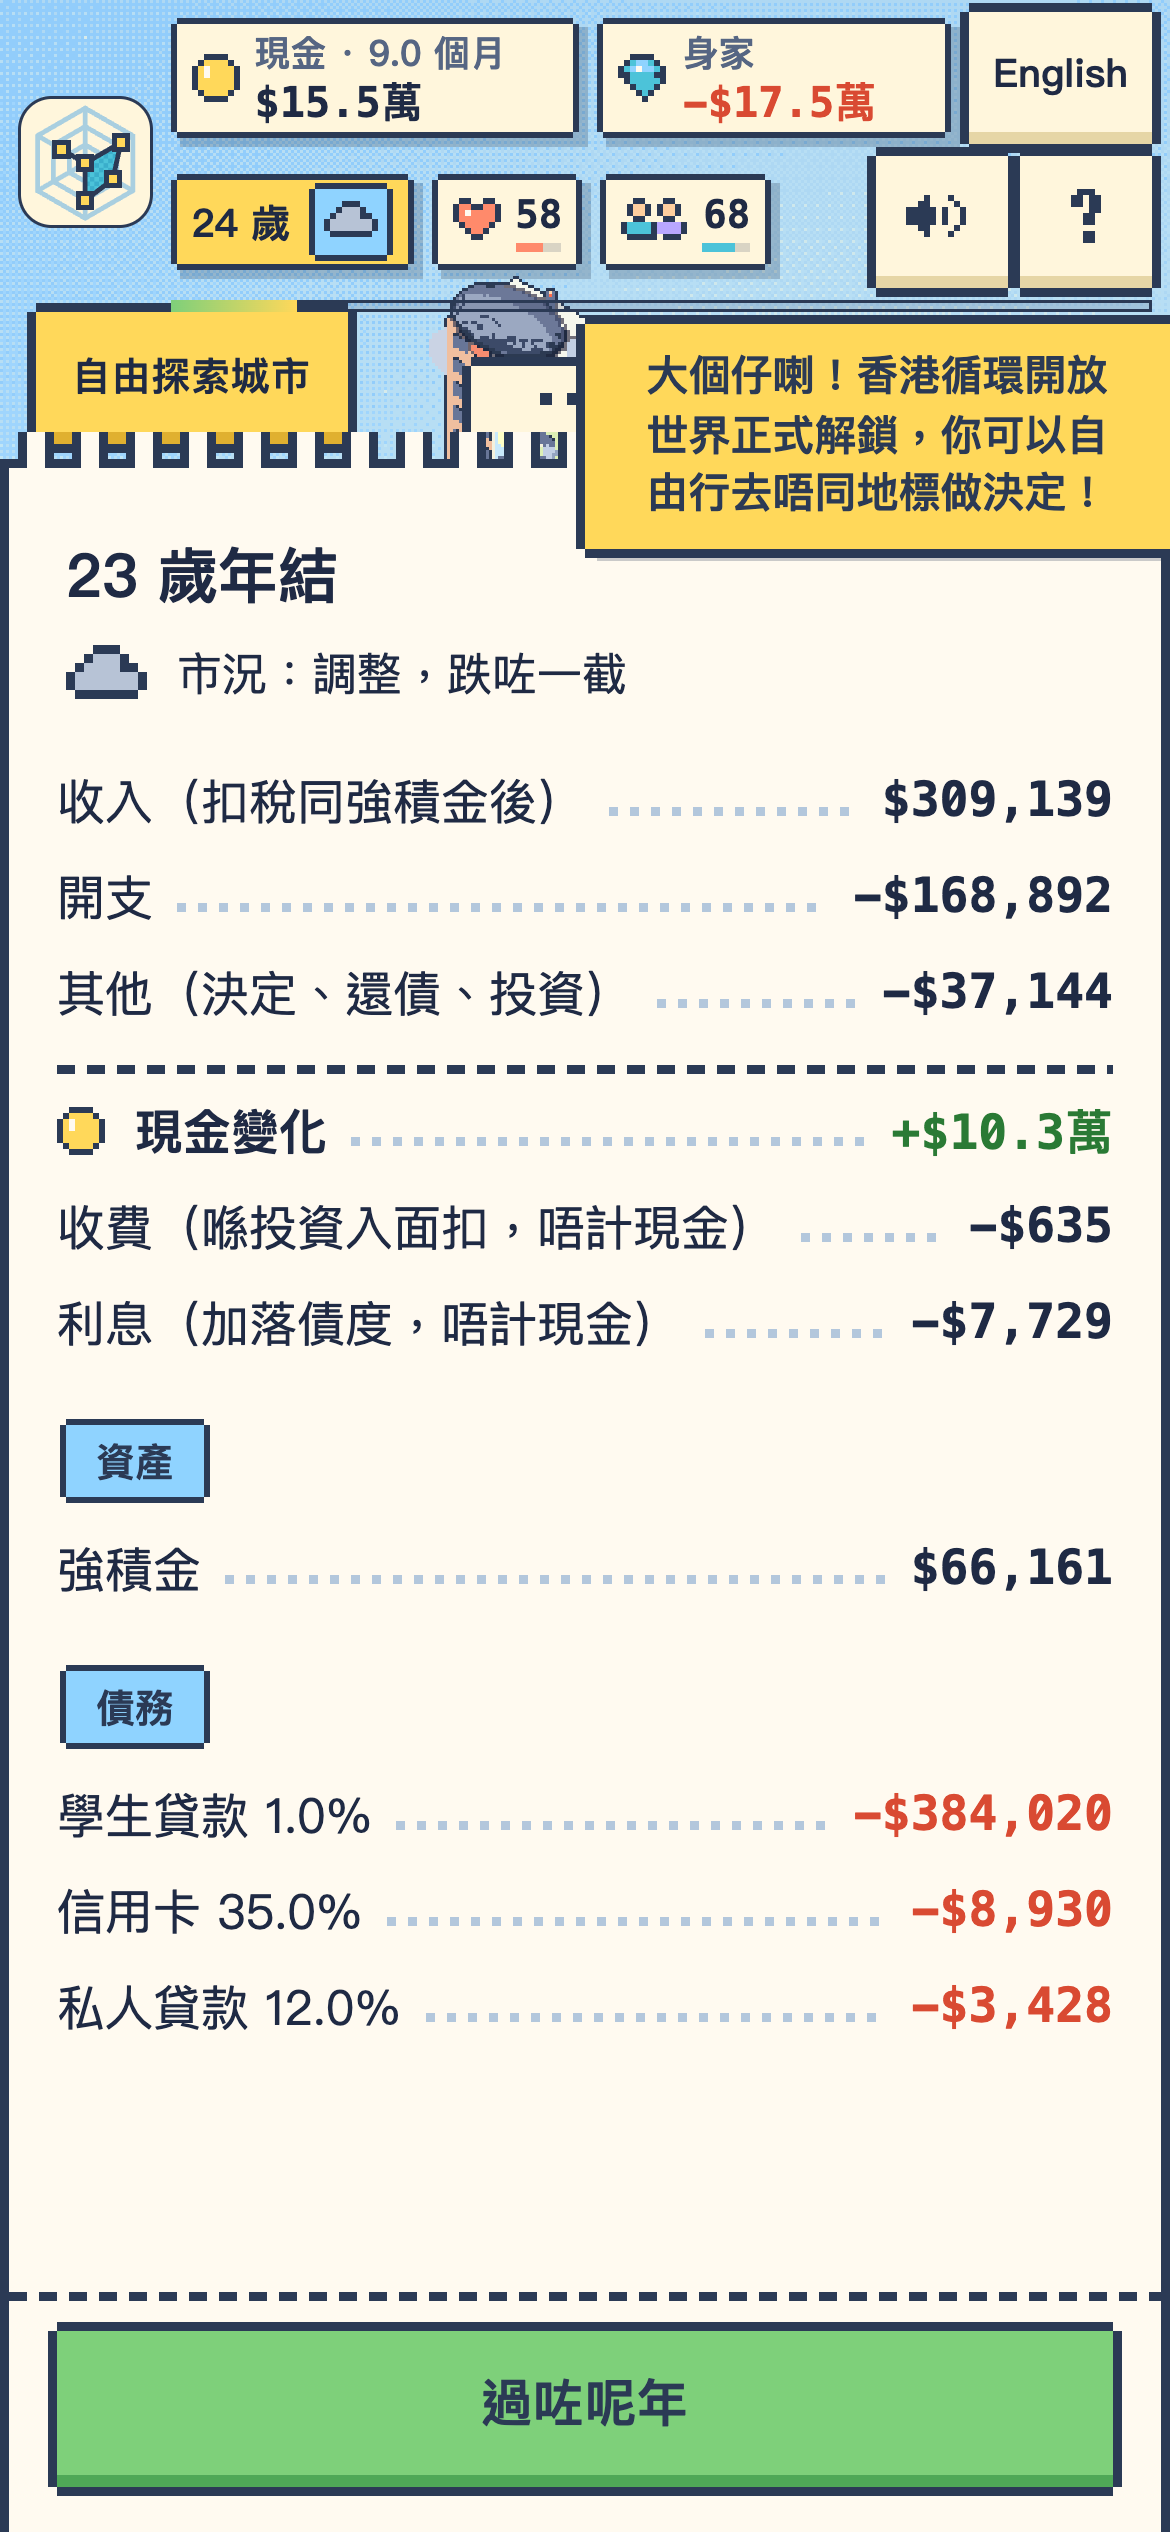 現金 · 9.0 個月
$15.5萬
身家
-$17.5萬
English
24 歲
58
68
?
自由探索城市
大個仔喇！香港循環開放
世界正式解鎖，你可以自
由行去唔同地標做決定！
23 歲年結
市況：調整，跌咗一截
收入（扣稅同強積金後） $309,139
開支 -$168,892
其他（決定、還債、投資） -$37,144
現金變化 +$10.3萬
收費（喺投資入面扣，唔計現金） -$635
利息（加落債度，唔計現金） -$7,729
資產
強積金 $66,161
債務
學生貸款 1.0% -$384,020
信用卡 35.0% -$8,930
私人貸款 12.0% -$3,428
過咗呢年